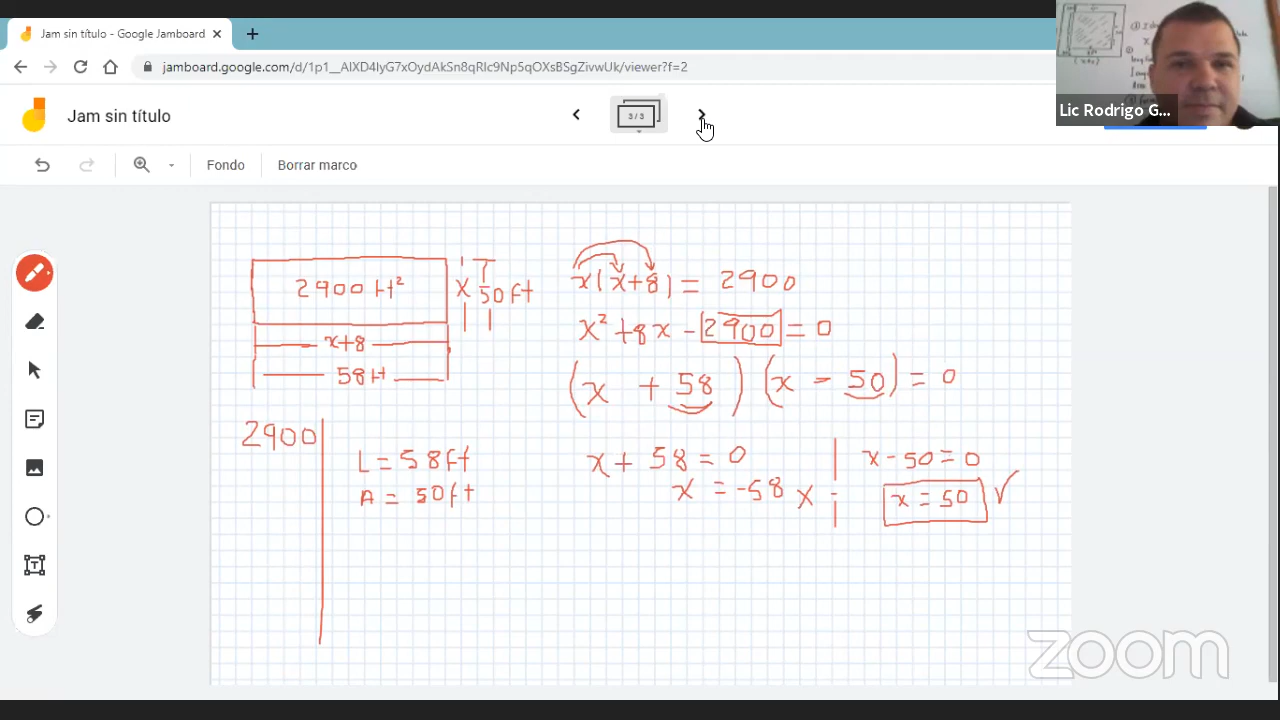 Jam sin título - Google Jamboard
jamboard.google.com/d/1p1__AIXD4IyG7xOydAkSn8qRIc9Np5qOXsBSgZivwUk/viewer?f=2
Lic Rodrigo G...
Jam sin título
3 / 3
Fondo
Borrar marco
2900 ft²
x 50 ft
x+8
58 ft
x(x+8) = 2900
x² + 8x - 2900 = 0
(x + 58) (x - 50) = 0
2900
L = 58 ft
A = 50 ft
x + 58 = 0
x = -58 x
x - 50 = 0
x = 50 ✓
zoom